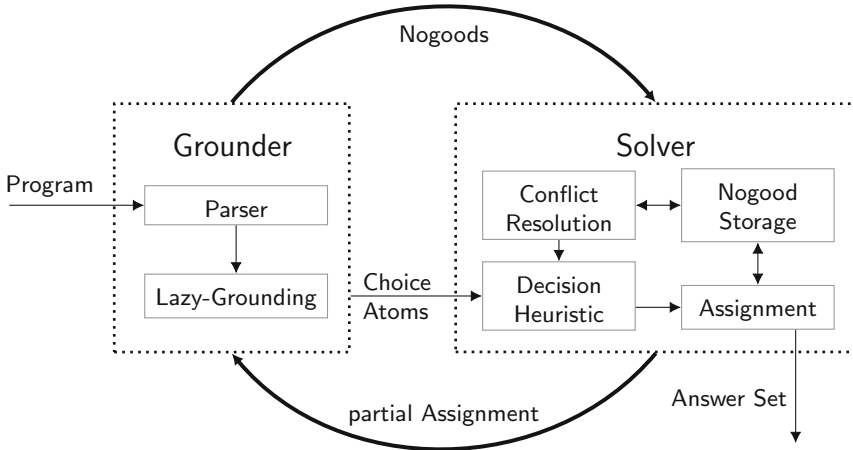 Nogoods
Grounder
Solver
Program
Parser
Lazy-Grounding
Choice
Atoms
Conflict
Resolution
Nogood
Storage
Decision
Heuristic
Assignment
partial Assignment
Answer Set